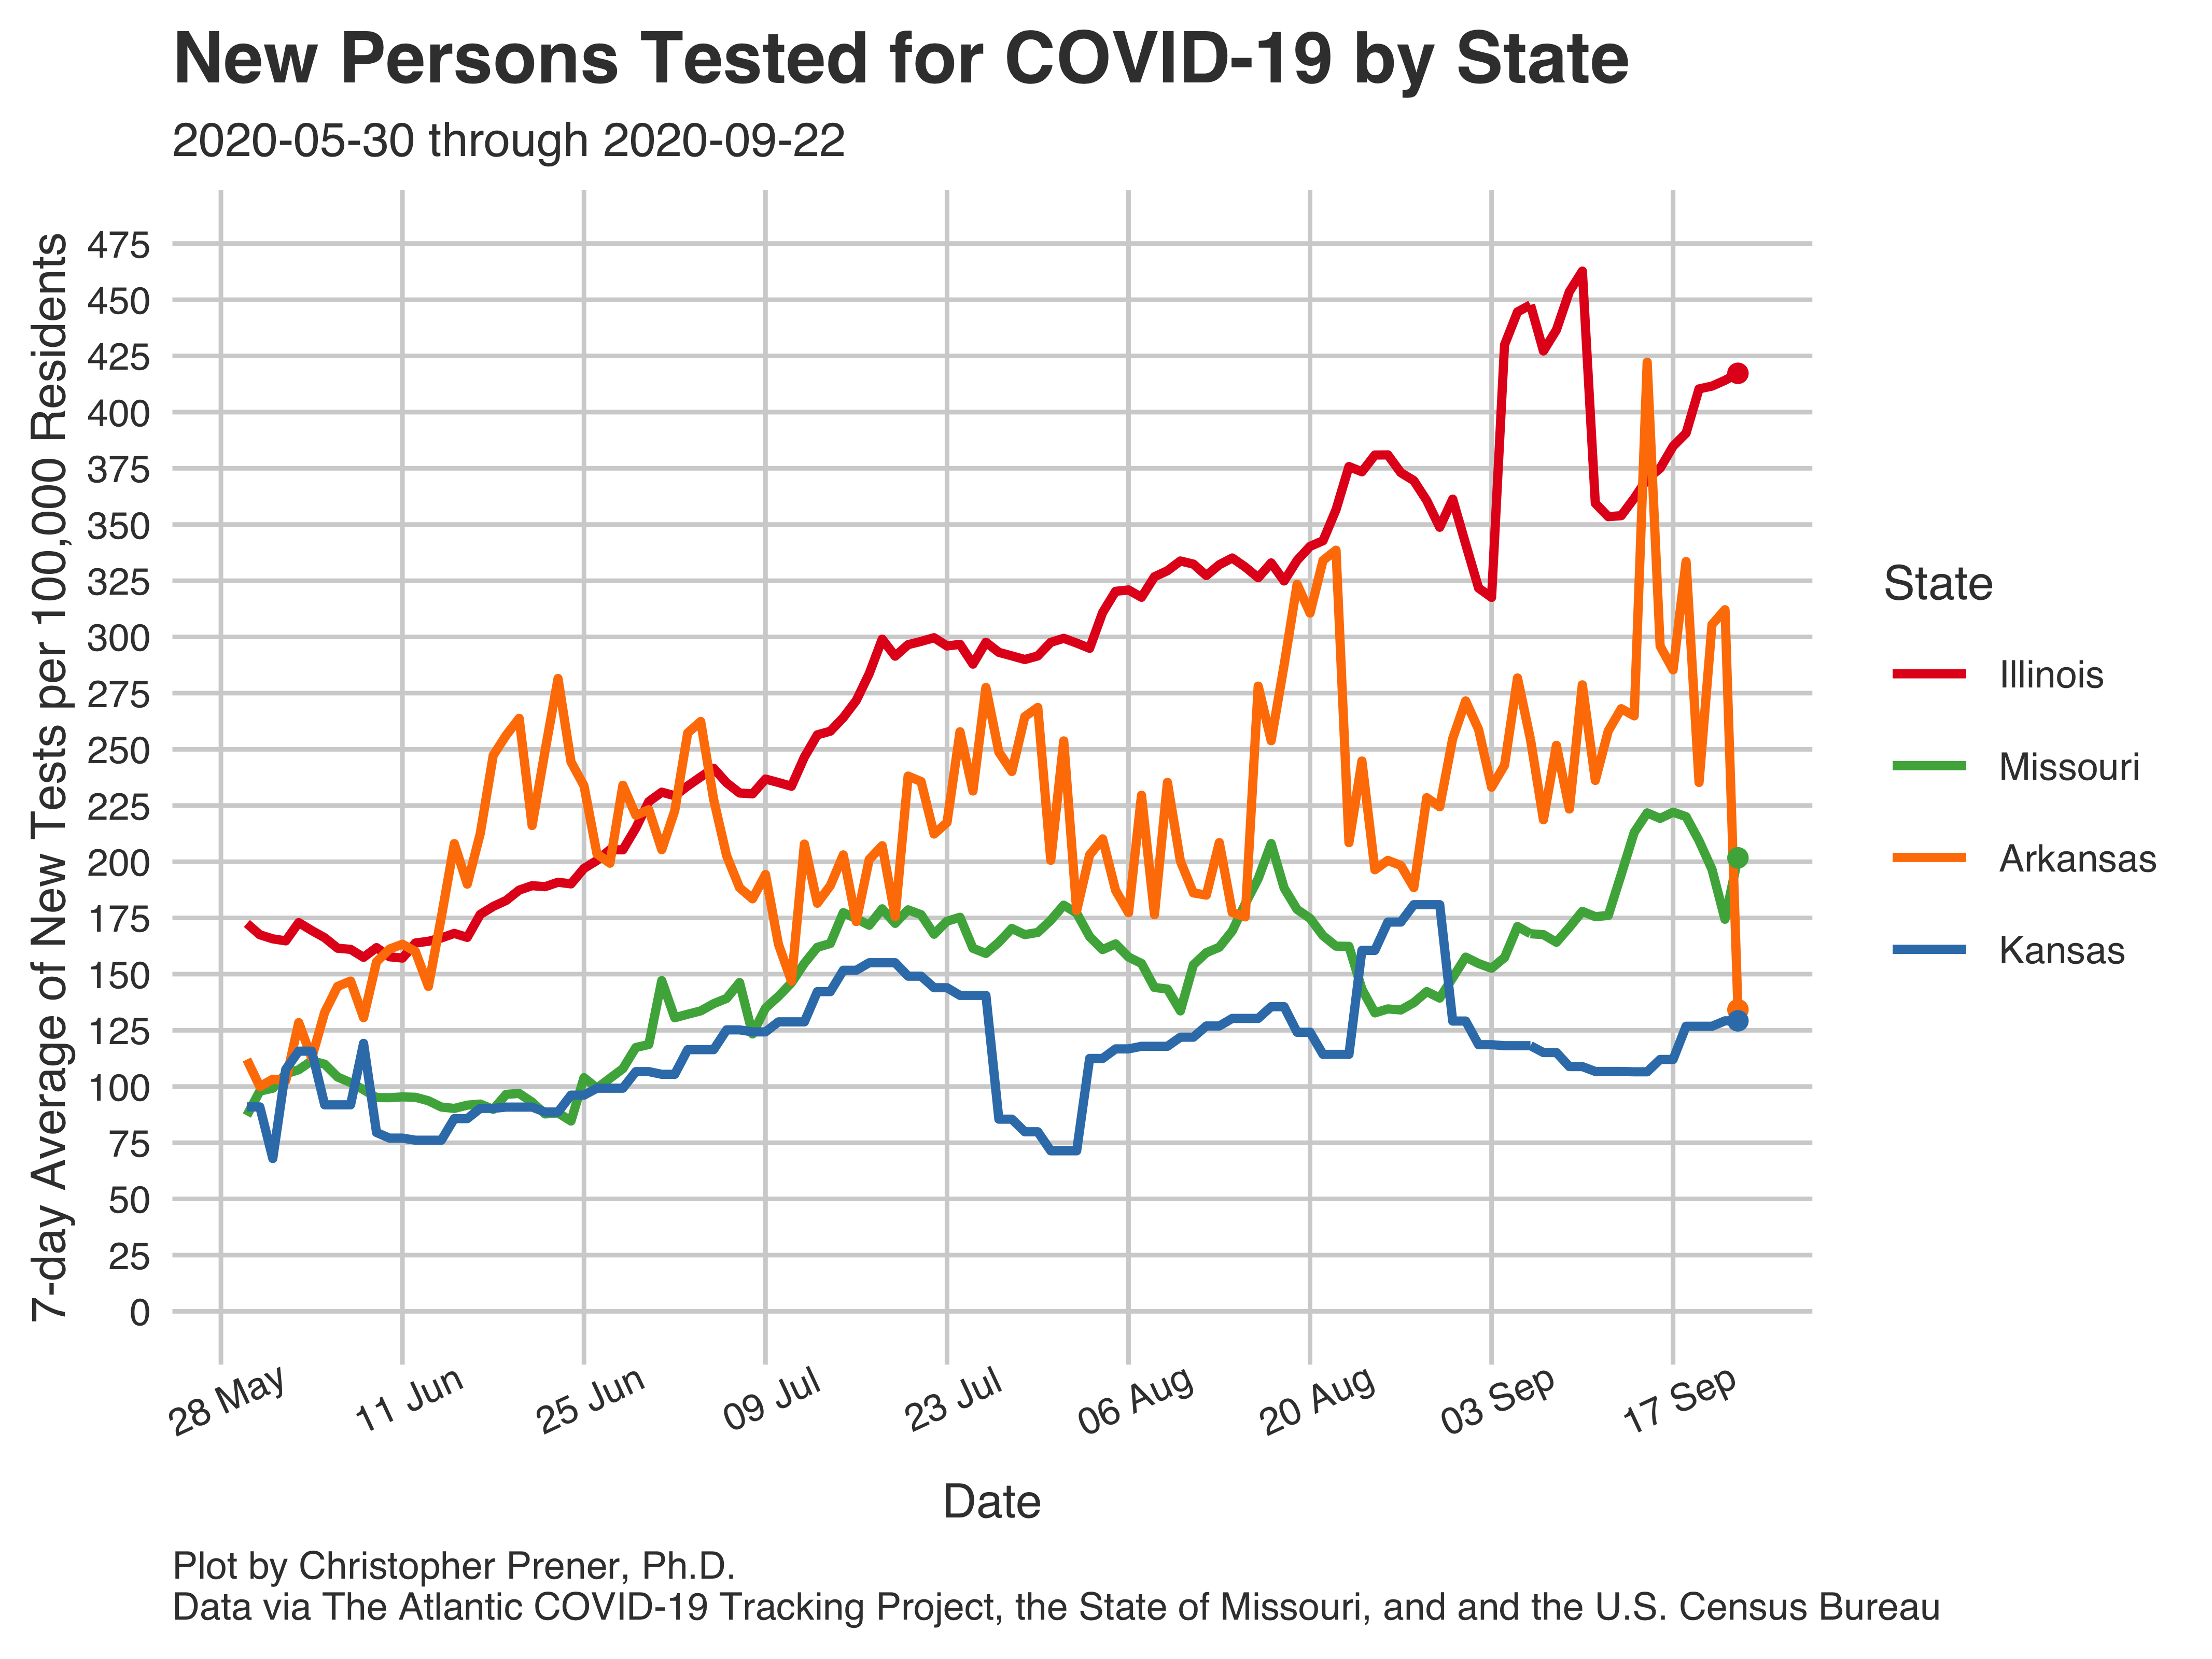 New Persons Tested for COVID-19 by State
2020-05-30 through 2020-09-22
7-day Average of New Tests per 100,000 Residents
475
450
425
400
375
350
325
300
275
250
225
200
175
150
125
100
75
50
25
0
28 May
11 Jun
25 Jun
09 Jul
23 Jul
06 Aug
20 Aug
03 Sep
17 Sep
Date
State
Illinois
Missouri
Arkansas
Kansas
Plot by Christopher Prener, Ph.D.
Data via The Atlantic COVID-19 Tracking Project, the State of Missouri, and and the U.S. Census Bureau